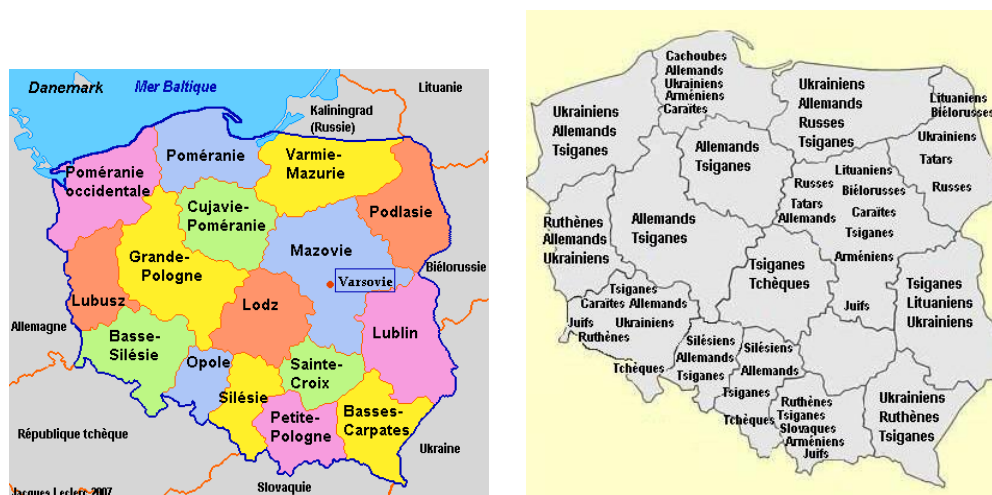 Danemark
Mer Baltique
Lituanie
Kaliningrad
(Russie)
Poméranie
occidentale
Poméranie
Varmie-
Mazurie
Podlasie
Cujavie-
Poméranie
Mazovie
Grande-
Pologne
Varsovie
Biélorussie
Lubusz
Lodz
Allemagne
Lublin
Basse-
Silésie
Opole
Sainte-
Croix
Silésie
Petite-
Pologne
Basses-
Carpates
République tchèque
Ukraine
Slovaquie
Jacques Leclerc 2007
Cachoubes
Allemands
Ukrainiens
Arméniens
Caraïtes
Ukrainiens
Allemands
Tsiganes
Ukrainiens
Allemands
Russes
Tsiganes
Lituaniens
Biélorusses
Ukrainiens
Tatars
Russes
Allemands
Tsiganes
Lituaniens
Russes
Biélorusses
Tatars
Caraïtes
Allemands
Tsiganes
Arméniens
Juifs
Ruthènes
Allemands
Ukrainiens
Allemands
Tsiganes
Tsiganes
Tchèques
Tsiganes
Lituaniens
Ukrainiens
Tsiganes
Caraïtes Allemands
Juifs Ukrainiens
Ruthènes
Tchèques
Silésiens
Allemands
Tsiganes
Silésiens
Allemands
Tsiganes
Tchèques
Ruthènes
Tsiganes
Slovaques
Arméniens
Juifs
Ukrainiens
Ruthènes
Tsiganes